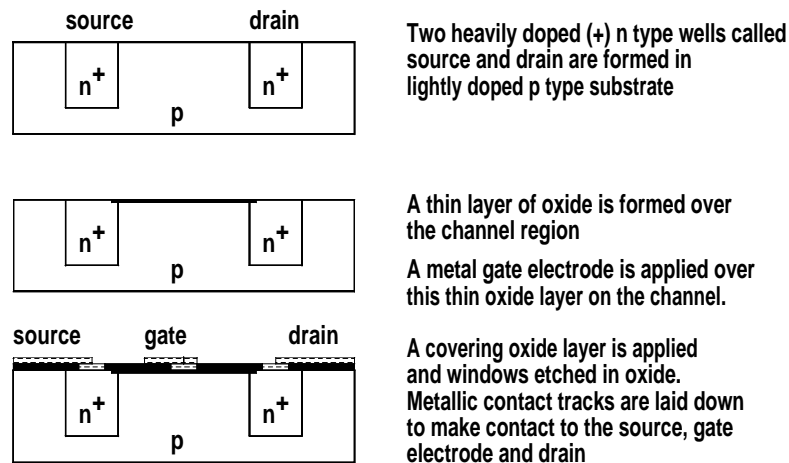 source drain
Two heavily doped (+) n type wells called
source and drain are formed in
lightly doped p type substrate
n+ n+
p
A thin layer of oxide is formed over
the channel region
n+ n+
p
A metal gate electrode is applied over
this thin oxide layer on the channel.
source gate drain
A covering oxide layer is applied
and windows etched in oxide.
Metallic contact tracks are laid down
to make contact to the source, gate
electrode and drain
n+ n+
p